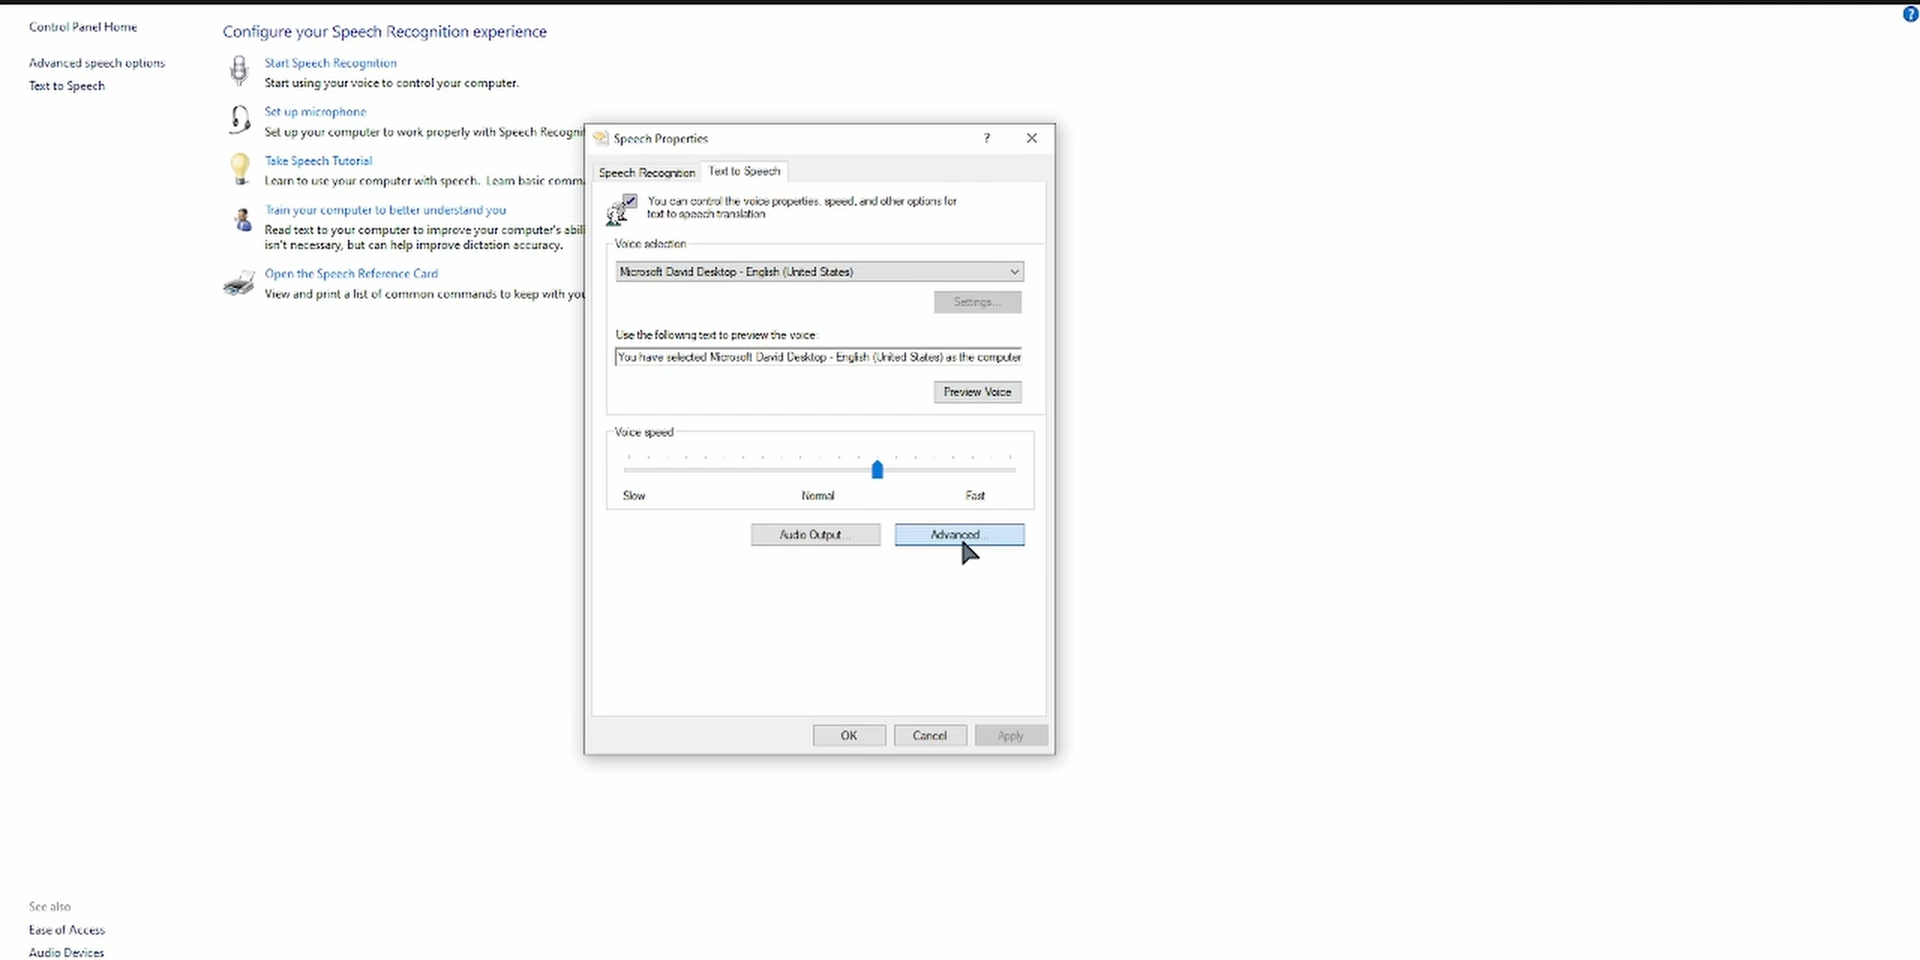 Control Panel Home
Advanced speech options
Text to Speech
Configure your Speech Recognition experience
Start Speech Recognition
Start using your voice to control your computer.
Set up microphone
Set up your computer to work properly with Speech Recogni
Take Speech Tutorial
Learn to use your computer with speech. Learn basic comma
Train your computer to better understand you
Read text to your computer to improve your computer's abili
isn't necessary, but can help improve dictation accuracy.
Open the Speech Reference Card
View and print a list of common commands to keep with you
Speech Properties
?
Speech Recognition
Text to Speech
You can control the voice properties, speed, and other options for
text to speech translation
Voice selection
Microsoft David Desktop - English (United States)
Settings...
Use the following text to preview the voice:
You have selected Microsoft David Desktop - English (United States) as the computer
Preview Voice
Voice speed
Slow
Normal
Fast
Audio Output...
Advanced...
OK
Cancel
Apply
See also
Ease of Access
Audio Devices
?